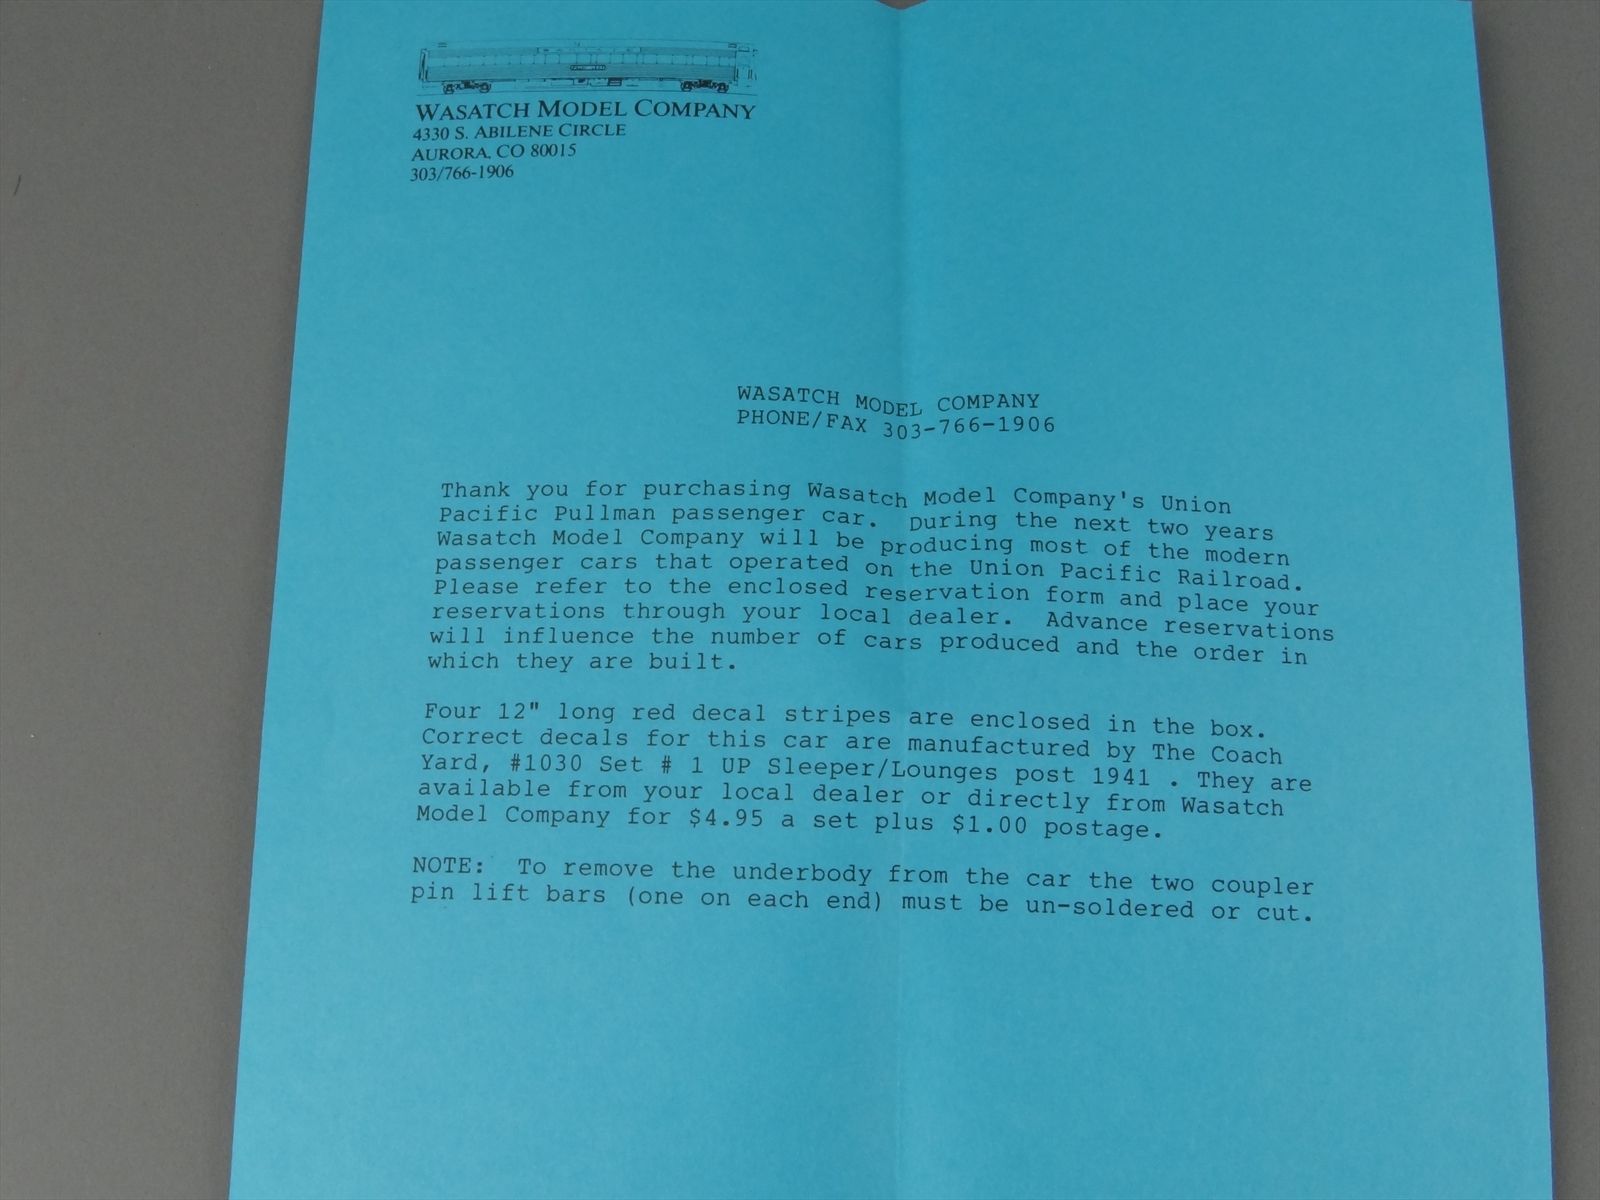 WASATCH MODEL COMPANY
4330 S. ABILENE CIRCLE
AURORA, CO 80015
303/766-1906
WASATCH MODEL COMPANY
PHONE/FAX 303-766-1906
Thank you for purchasing Wasatch Model Company's Union
Pacific Pullman passenger car. During the next two years
Wasatch Model Company will be producing most of the modern
passenger cars that operated on the Union Pacific Railroad.
Please refer to the enclosed reservation form and place your
reservations through your local dealer. Advance reservations
will influence the number of cars produced and the order in
which they are built.
Four 12" long red decal stripes are enclosed in the box.
Correct decals for this car are manufactured by The Coach
Yard, #1030 Set # 1 UP Sleeper/Lounges post 1941 . They are
available from your local dealer or directly from Wasatch
Model Company for $4.95 a set plus $1.00 postage.
NOTE: To remove the underbody from the car the two coupler
pin lift bars (one on each end) must be un-soldered or cut.